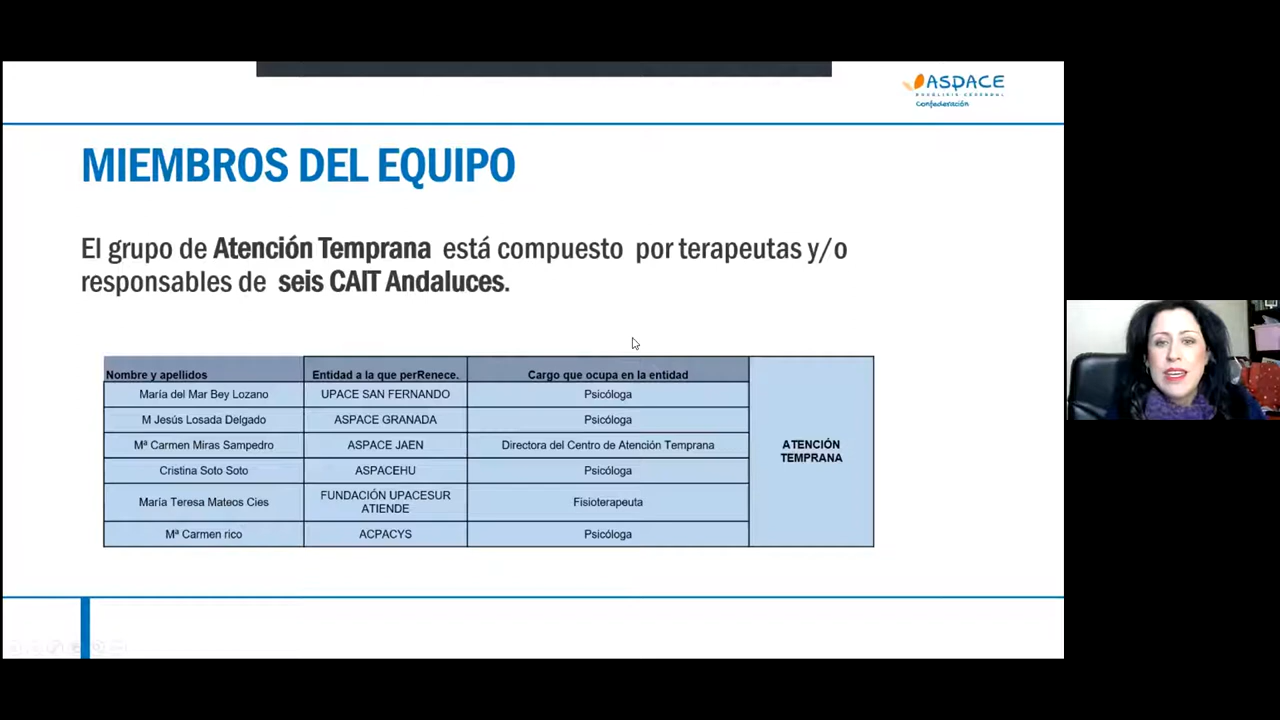 ASPACE
Confederación
MIEMBROS DEL EQUIPO
El grupo de Atención Temprana está compuesto por terapeutas y/o
responsables de seis CAIT Andaluces.
Nombre y apellidos Entidad a la que perRenece. Cargo que ocupa en la entidad
María del Mar Bey Lozano UPACE SAN FERNANDO Psicóloga
M Jesús Losada Delgado ASPACE GRANADA Psicóloga
Mª Carmen Miras Sampedro ASPACE JAEN Directora del Centro de Atención Temprana
ATENCIÓN
TEMPRANA
Cristina Soto Soto ASPACEHU Psicóloga
María Teresa Mateos Cies FUNDACIÓN UPACESUR
ATIENDE Fisioterapeuta
Mª Carmen rico ACPACYS Psicóloga